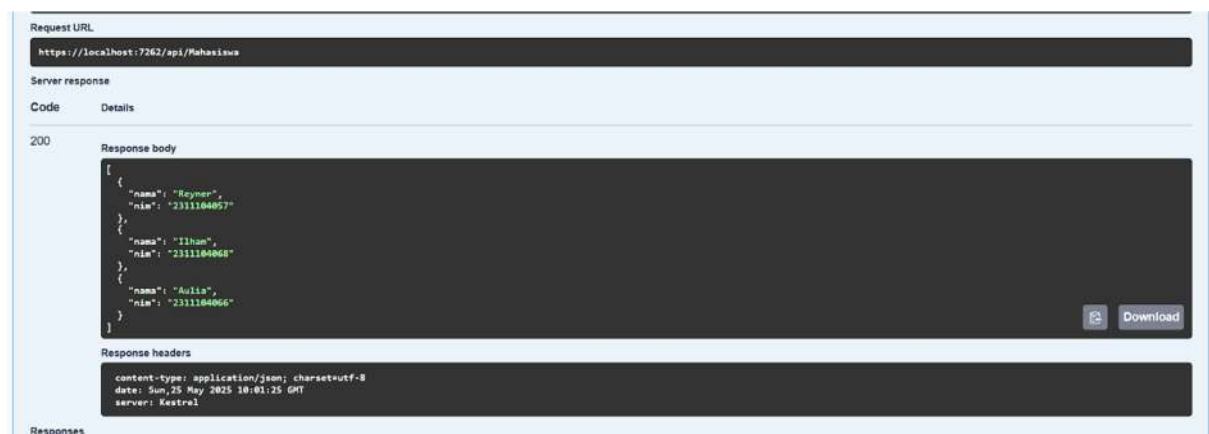 Request URL
https://localhost:7262/api/Mahasiswa
Server response
Code Details
200
Response body
[
{
"nama": "Reyner",
"nim": "2311104057"
},
{
"nama": "Ilham",
"nim": "2311104068"
},
{
"nama": "Aulia",
"nim": "2311104066"
}
]
Download
Response headers
content-type: application/json; charset=utf-8
date: Sun,25 May 2025 10:01:25 GMT
server: Kestrel
Responses